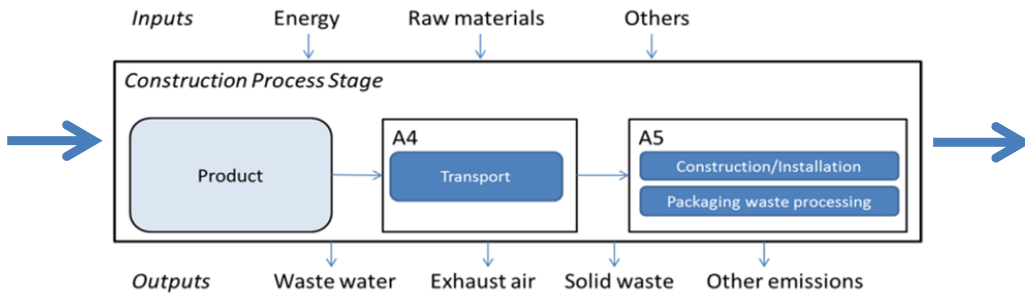 Inputs Energy Raw materials Others
Construction Process Stage
A4 A5
Product Transport Construction/Installation
Packaging waste processing
Outputs Waste water Exhaust air Solid waste Other emissions